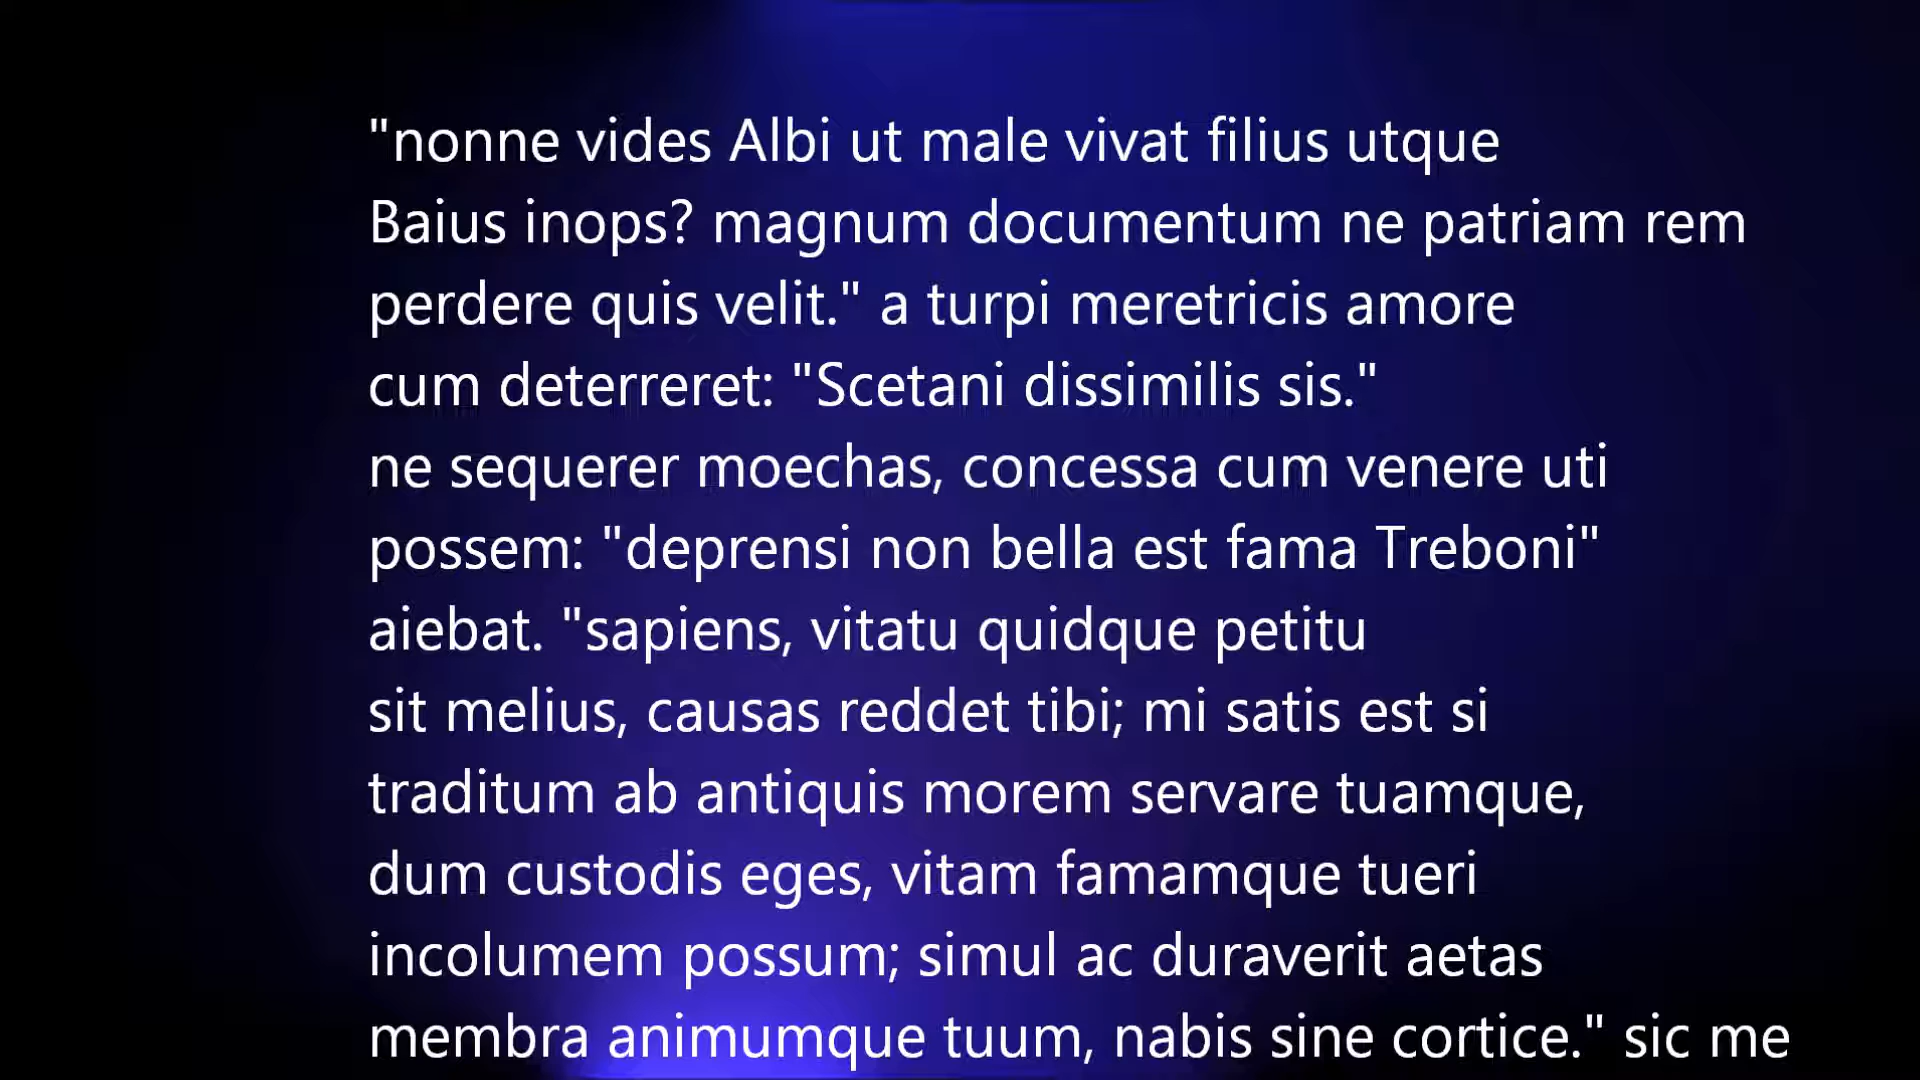 "nonne vides Albi ut male vivat filius utque
Baius inops? magnum documentum ne patriam rem
perdere quis velit." a turpi meretricis amore
cum deterreret: "Scetani dissimilis sis."
ne sequerer moechas, concessa cum venere uti
possem: "deprensi non bella est fama Treboni"
aiebat. "sapiens, vitatu quidque petitu
sit melius, causas reddet tibi; mi satis est si
traditum ab antiquis morem servare tuamque,
dum custodis eges, vitam famamque tueri
incolumem possum; simul ac duraverit aetas
membra animumque tuum, nabis sine cortice." sic me